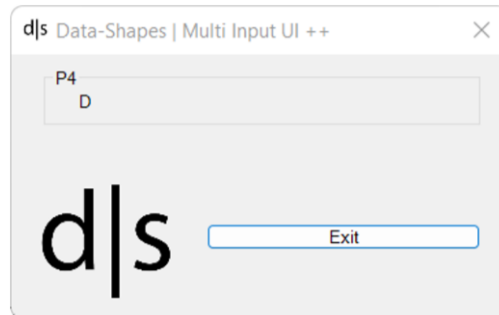 d|s Data-Shapes | Multi Input UI ++
P4
D
d|s
Exit